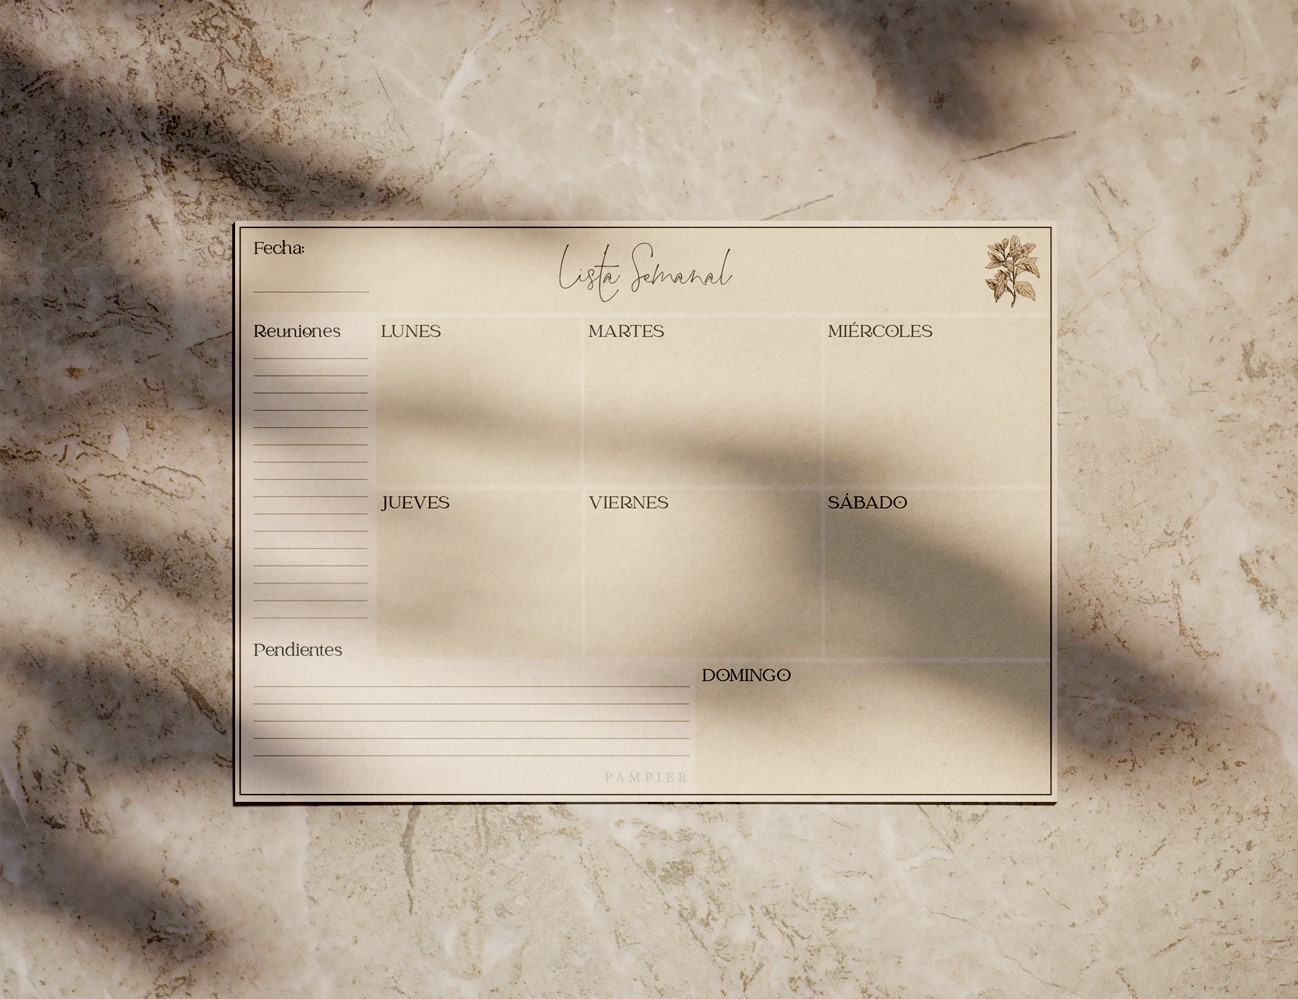 Fecha:
Lista Semanal
Reuniones
LUNES
MARTES
MIÉRCOLES
JUEVES
VIERNES
SÁBADO
Pendientes
DOMINGO
PAMPIER